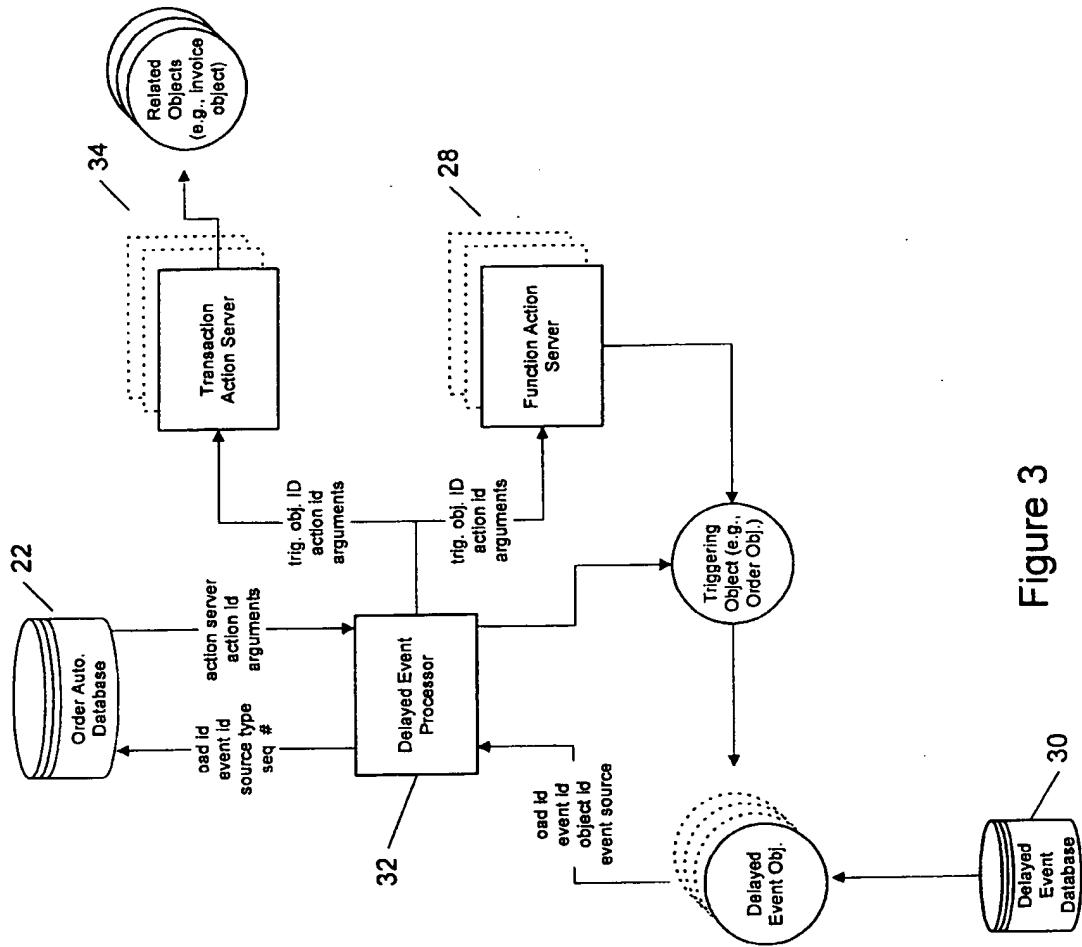 22
Order Auto.
Database
oad id
event id
source type
seq #
action server
action id
arguments
32
Delayed Event
Processor
oad id
event id
object id
event source
Delayed
Event Obj.
30
Delayed
Event
Database
trig. obj. ID
action id
arguments
trig. obj. ID
action id
arguments
34
Transaction
Action Server
Related
Objects
(e.g., invoice
object)
28
Function Action
Server
Triggering
Object (e.g.,
Order Obj.)
Figure 3